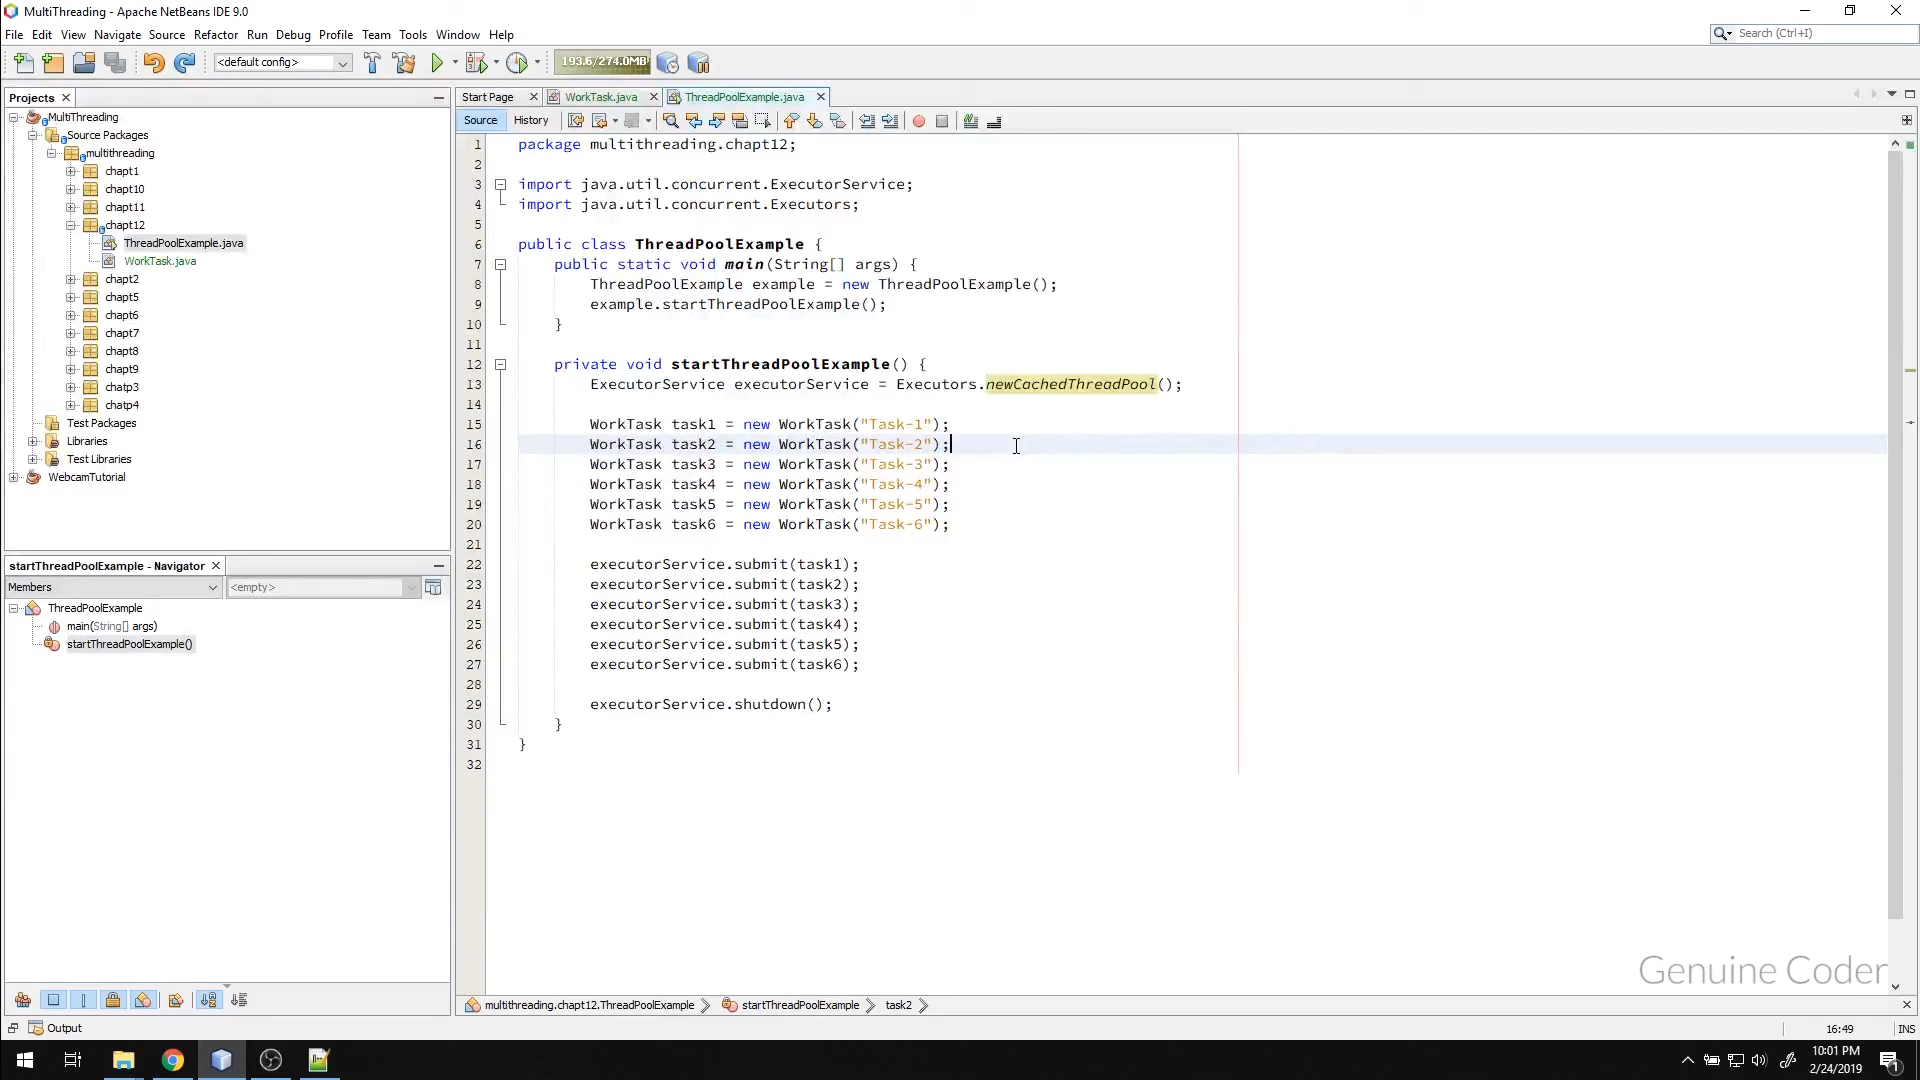 MultiThreading - Apache NetBeans IDE 9.0
File Edit View Navigate Source Refactor Run Debug Profile Team Tools Window Help
Search (Ctrl+I)
<default config>
193.6/274.0MB
Projects
MultiThreading
Source Packages
multithreading
chapt1
chapt10
chapt11
chapt12
ThreadPoolExample.java
WorkTask.java
chapt2
chapt5
chapt6
chapt7
chapt8
chapt9
chatp3
chatp4
Test Packages
Libraries
Test Libraries
WebcamTutorial
startThreadPoolExample - Navigator
Members
<empty>
ThreadPoolExample
main(String[] args)
startThreadPoolExample()
Start Page WorkTask.java ThreadPoolExample.java
Source History
1 package multithreading.chapt12;
2
3 import java.util.concurrent.ExecutorService;
4 import java.util.concurrent.Executors;
5
6 public class ThreadPoolExample {
7 public static void main(String[] args) {
8 ThreadPoolExample example = new ThreadPoolExample();
9 example.startThreadPoolExample();
10 }
11
12 private void startThreadPoolExample() {
13 ExecutorService executorService = Executors.newCachedThreadPool();
14
15 WorkTask task1 = new WorkTask("Task-1");
16 WorkTask task2 = new WorkTask("Task-2");
17 WorkTask task3 = new WorkTask("Task-3");
18 WorkTask task4 = new WorkTask("Task-4");
19 WorkTask task5 = new WorkTask("Task-5");
20 WorkTask task6 = new WorkTask("Task-6");
21
22 executorService.submit(task1);
23 executorService.submit(task2);
24 executorService.submit(task3);
25 executorService.submit(task4);
26 executorService.submit(task5);
27 executorService.submit(task6);
28
29 executorService.shutdown();
30 }
31 }
32
Genuine Coder
multithreading.chapt12.ThreadPoolExample startThreadPoolExample task2
Output
16:49 INS
10:01 PM
2/24/2019
1